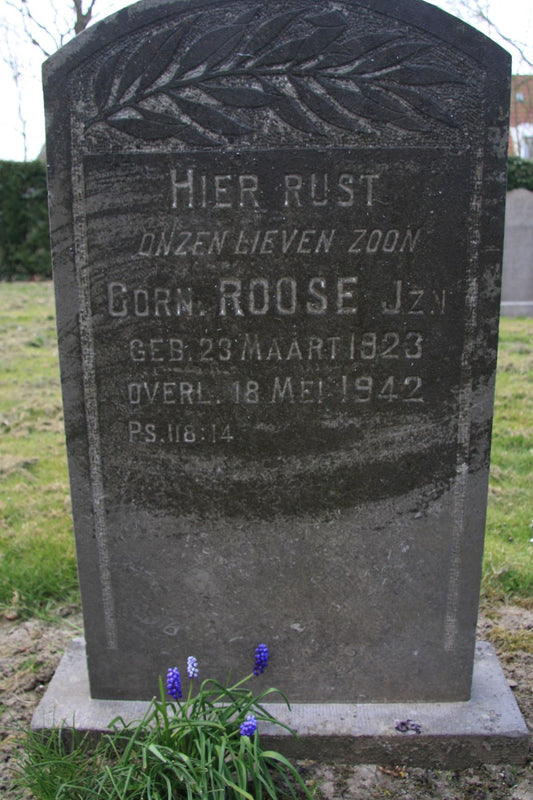 HIER RUST
ONZEN LIEVEN ZOON
CORN. ROOSE JZN
GEB. 23 MAART 1923
OVERL. 18 MEI 1942
PS. 118:14